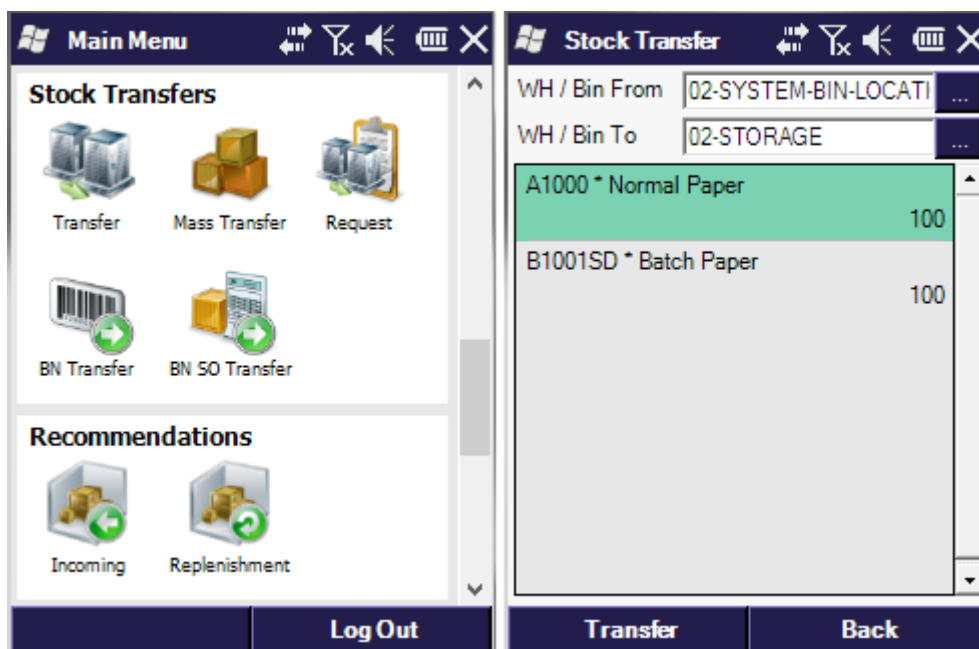 Main Menu
Stock Transfers
Transfer
Mass Transfer
Request
BN Transfer
BN SO Transfer
Recommendations
Incoming
Replenishment
Log Out
Stock Transfer
WH / Bin From
02-SYSTEM-BIN-LOCATI
...
WH / Bin To
02-STORAGE
...
A1000 * Normal Paper
100
B1001SD * Batch Paper
100
Transfer
Back